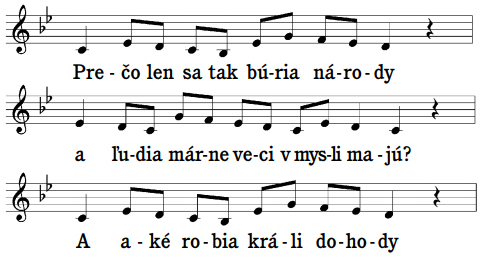 Pre - čo len sa tak bú-ria ná-ro-dy
a ľu-dia már-ne ve-ci v mys-li ma-jú?
A a - ké ro-bia krá-li do-ho-dy